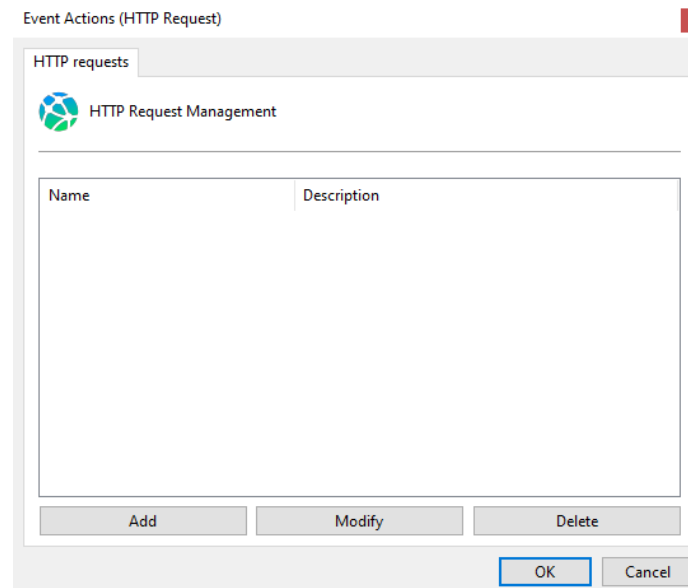 Event Actions (HTTP Request)
HTTP requests
HTTP Request Management
Name Description
Add Modify Delete
OK Cancel